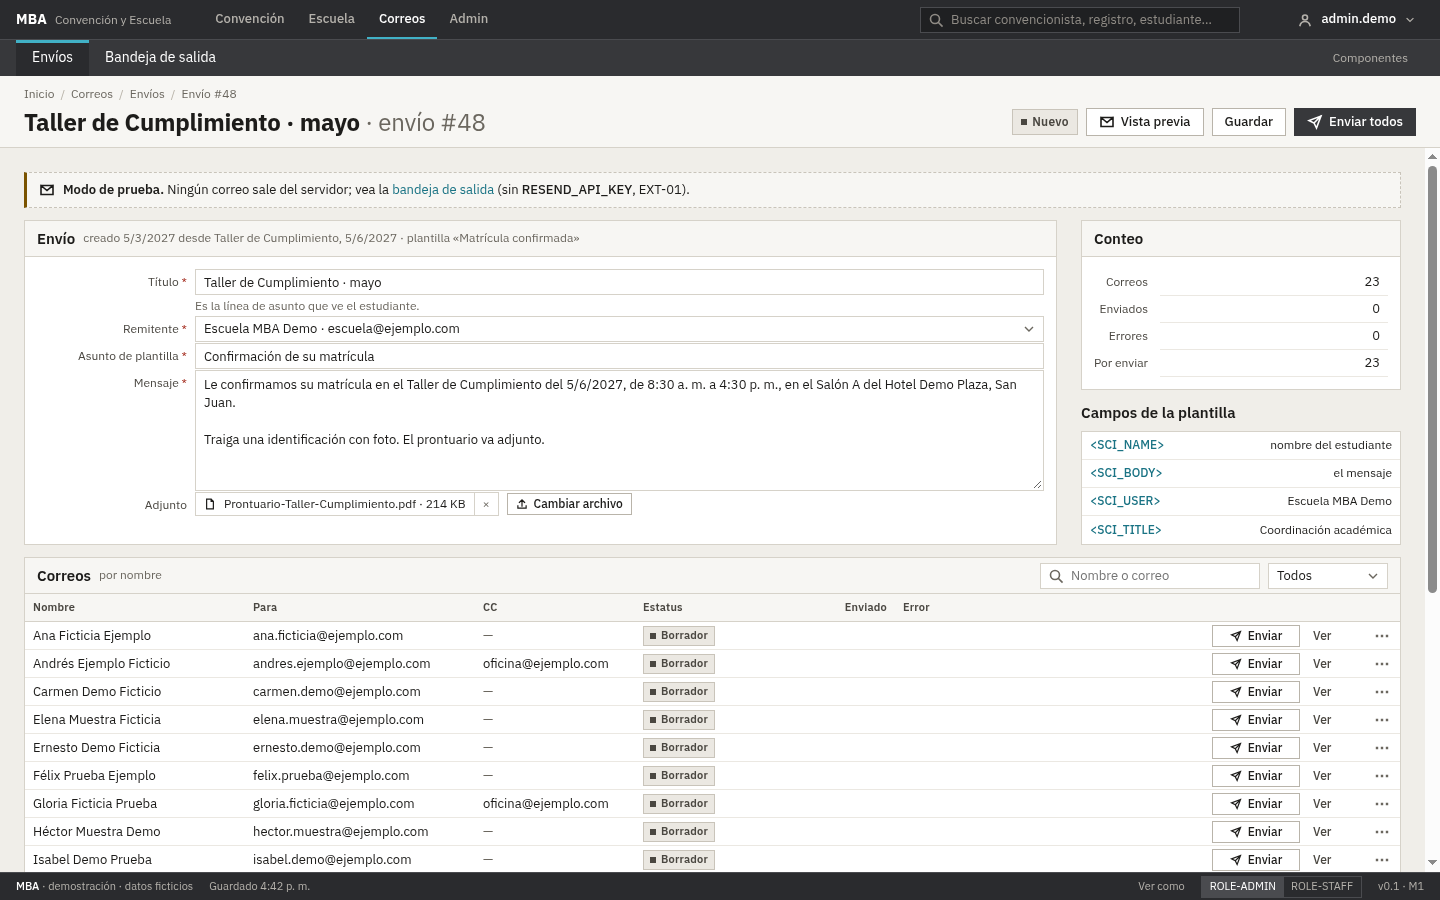 MBA Convención y Escuela Convención Escuela Correos Admin Buscar convencionista, registro, estudiante... admin.demo
Envíos Bandeja de salida Componentes
Inicio / Correos / Envíos / Envío #48
Taller de Cumplimiento · mayo · envío #48 Nuevo Vista previa Guardar Enviar todos
Modo de prueba. Ningún correo sale del servidor; vea la bandeja de salida (sin RESEND_API_KEY, EXT-01).
Envío creado 5/3/2027 desde Taller de Cumplimiento, 5/6/2027 · plantilla «Matrícula confirmada»
Título * Taller de Cumplimiento · mayo
Es la línea de asunto que ve el estudiante.
Remitente * Escuela MBA Demo · escuela@ejemplo.com
Asunto de plantilla * Confirmación de su matrícula
Mensaje * Le confirmamos su matrícula en el Taller de Cumplimiento del 5/6/2027, de 8:30 a. m. a 4:30 p. m., en el Salón A del Hotel Demo Plaza, San
Juan.
Traiga una identificación con foto. El prontuario va adjunto.
Adjunto Prontuario-Taller-Cumplimiento.pdf · 214 KB × Cambiar archivo
Conteo
Correos 23
Enviados 0
Errores 0
Por enviar 23
Campos de la plantilla
<SCI_NAME> nombre del estudiante
<SCI_BODY> el mensaje
<SCI_USER> Escuela MBA Demo
<SCI_TITLE> Coordinación académica
Correos por nombre Nombre o correo Todos
Nombre Para CC Estatus Enviado Error
Ana Ficticia Ejemplo ana.ficticia@ejemplo.com — Borrador Enviar Ver ···
Andrés Ejemplo Ficticio andres.ejemplo@ejemplo.com oficina@ejemplo.com Borrador Enviar Ver ···
Carmen Demo Ficticio carmen.demo@ejemplo.com — Borrador Enviar Ver ···
Elena Muestra Ficticia elena.muestra@ejemplo.com — Borrador Enviar Ver ···
Ernesto Demo Ficticia ernesto.demo@ejemplo.com — Borrador Enviar Ver ···
Félix Prueba Ejemplo felix.prueba@ejemplo.com — Borrador Enviar Ver ···
Gloria Ficticia Prueba gloria.ficticia@ejemplo.com oficina@ejemplo.com Borrador Enviar Ver ···
Héctor Muestra Demo hector.muestra@ejemplo.com — Borrador Enviar Ver ···
Isabel Demo Prueba isabel.demo@ejemplo.com — Borrador Enviar Ver ···
MBA · demostración · datos ficticios Guardado 4:42 p. m. Ver como ROLE-ADMIN ROLE-STAFF v0.1 · M1